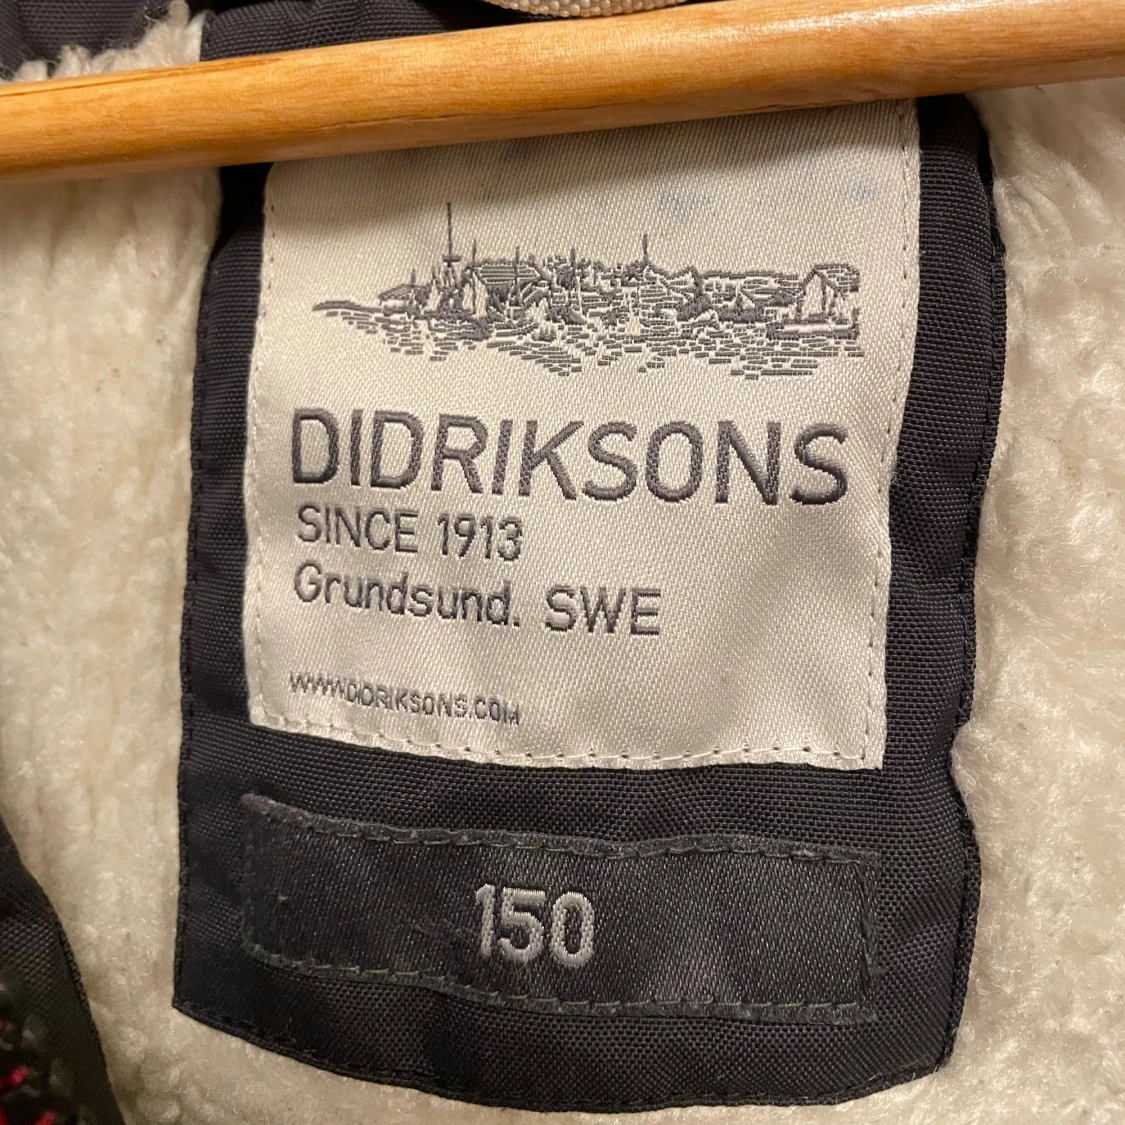 DIDRIKSONS
SINCE 1913
Grundsund. SWE
WWW.DIDRIKSONS.COM
150